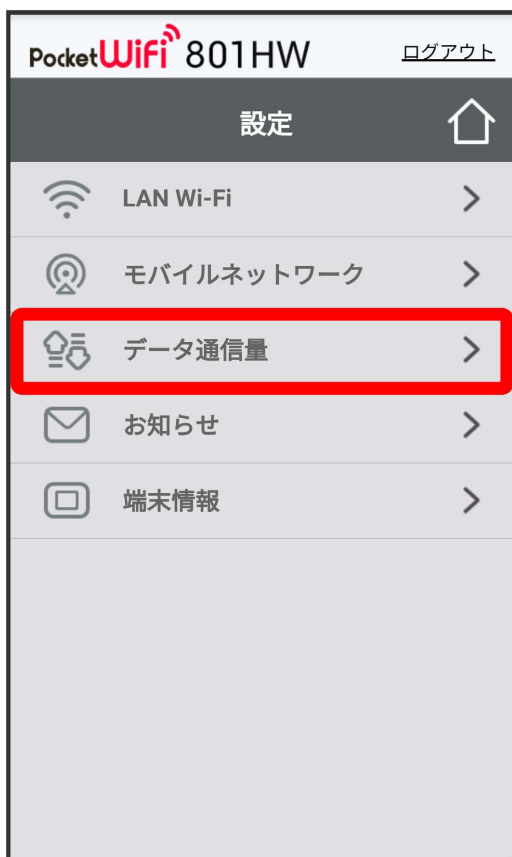 PocketWiFi 801HW ログアウト
設定
LAN Wi-Fi
モバイルネットワーク
データ通信量
お知らせ
端末情報